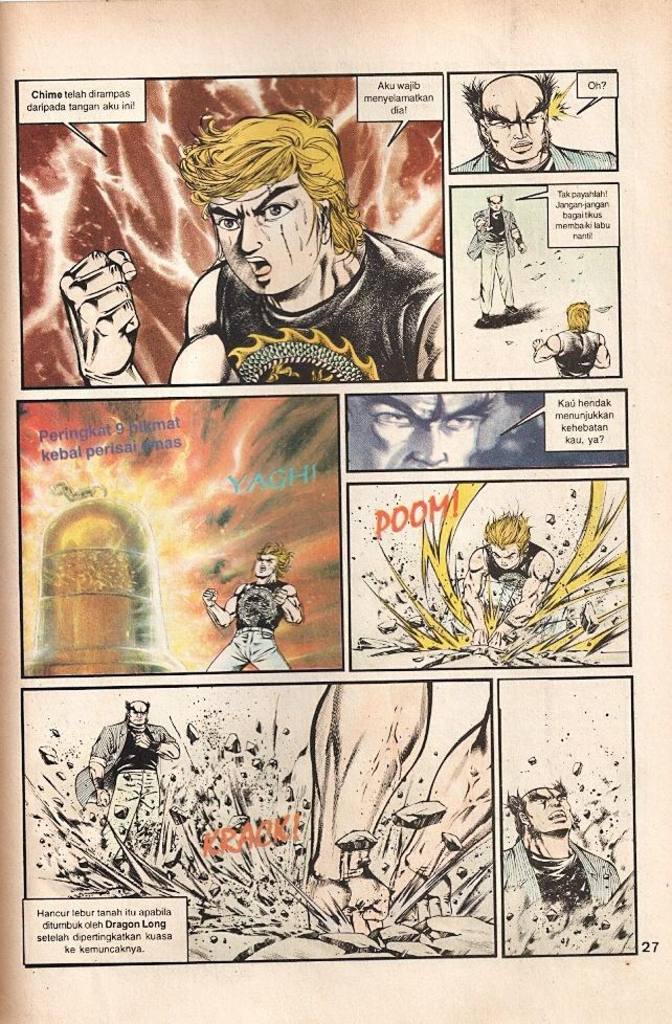 Chime telah dirampas
daripada tangan aku ini!
Aku wajib
menyelamatkan
dia!
Oh?
Tak payahlah!
Jangan-jangan
bagai tikus
membaiki labu
nanti!
Peringkat 9 hikmat
kebal perisai emas
YAGH!
Kau hendak
menunjukkan
kehebatan
kau, ya?
POOM!
KRACK!
Hancur lebur tanah itu apabila
ditumbuk oleh Dragon Long
setelah dipertingkatkan kuasa
ke kemuncaknya.
27